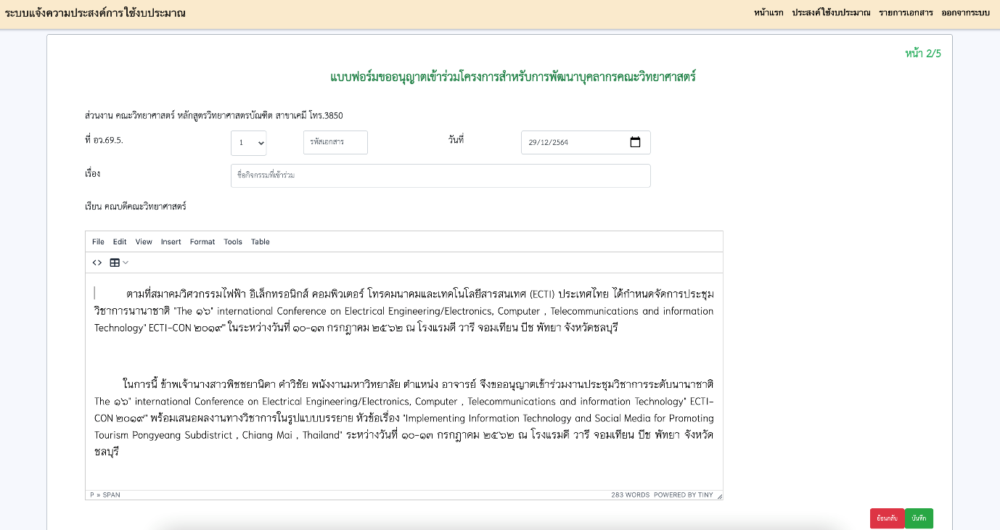 ระบบแจ้งความประสงค์การใช้งบประมาณ
หน้าแรก ประสงค์ใช้งบประมาณ รายการเอกสาร ออกจากระบบ
หน้า 2/5
แบบฟอร์มขออนุญาตเข้าร่วมโครงการสำหรับการพัฒนาบุคลากรคณะวิทยาศาสตร์
ส่วนงาน คณะวิทยาศาสตร์ หลักสูตรวิทยาศาสตรบัณฑิต สาขาเคมี โทร.3850
ที่ อว.69.5. 1 รหัสเอกสาร วันที่ 29/12/2564
เรื่อง ชื่อกิจกรรมที่เข้าร่วม
เรียน คณบดีคณะวิทยาศาสตร์
File Edit View Insert Format Tools Table
ตามที่สมาคมวิศวกรรมไฟฟ้า อิเล็กทรอนิกส์ คอมพิวเตอร์ โทรคมนาคมและเทคโนโลยีสารสนเทศ (ECTI) ประเทศไทย ได้กำหนดจัดการประชุม
วิชาการนานาชาติ "The ๑๖" international Conference on Electrical Engineering/Electronics, Computer , Telecommunications and information
Technology" ECTI-CON ๒๐๑๙" ในระหว่างวันที่ ๑๐-๑๓ กรกฎาคม ๒๕๖๒ ณ โรงแรมดี วารี จอมเทียน บีช พัทยา จังหวัดชลบุรี
ในการนี้ ข้าพเจ้านางสาวพิชชยานิดา คำวิชัย พนังงานมหาวิทยาลัย ตำแหน่ง อาจารย์ จึงขออนุญาตเข้าร่วมงานประชุมวิชาการระดับนานาชาติ
The ๑๖" international Conference on Electrical Engineering/Electronics, Computer , Telecommunications and information Technology" ECTI-
CON ๒๐๑๙" พร้อมเสนอผลงานทางวิชาการในรูปแบบบรรยาย หัวข้อเรื่อง "Implementing Information Technology and Social Media for Promoting
Tourism Pongyeang Subdistrict , Chiang Mai , Thailand" ระหว่างวันที่ ๑๐-๑๓ กรกฎาคม ๒๕๖๒ ณ โรงแรมดี วารี จอมเทียน บีช พัทยา จังหวัด
ชลบุรี
P » SPAN 283 WORDS POWERED BY TINY
ย้อนกลับ บันทึก